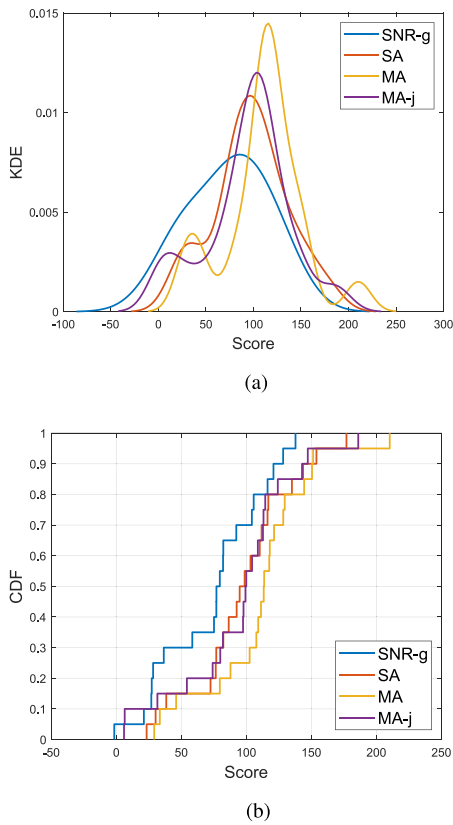 0.015
0.01
0.005
0
KDE
-100
-50
0
50
100
150
200
250
300
Score
SNR-g
SA
MA
MA-j
(a)
1
0,9
0,8
0,7
0,6
0,5
0,4
0,3
0,2
0,1
0
CDF
-50
0
50
100
150
200
250
Score
SNR-g
SA
MA
MA-j
(b)